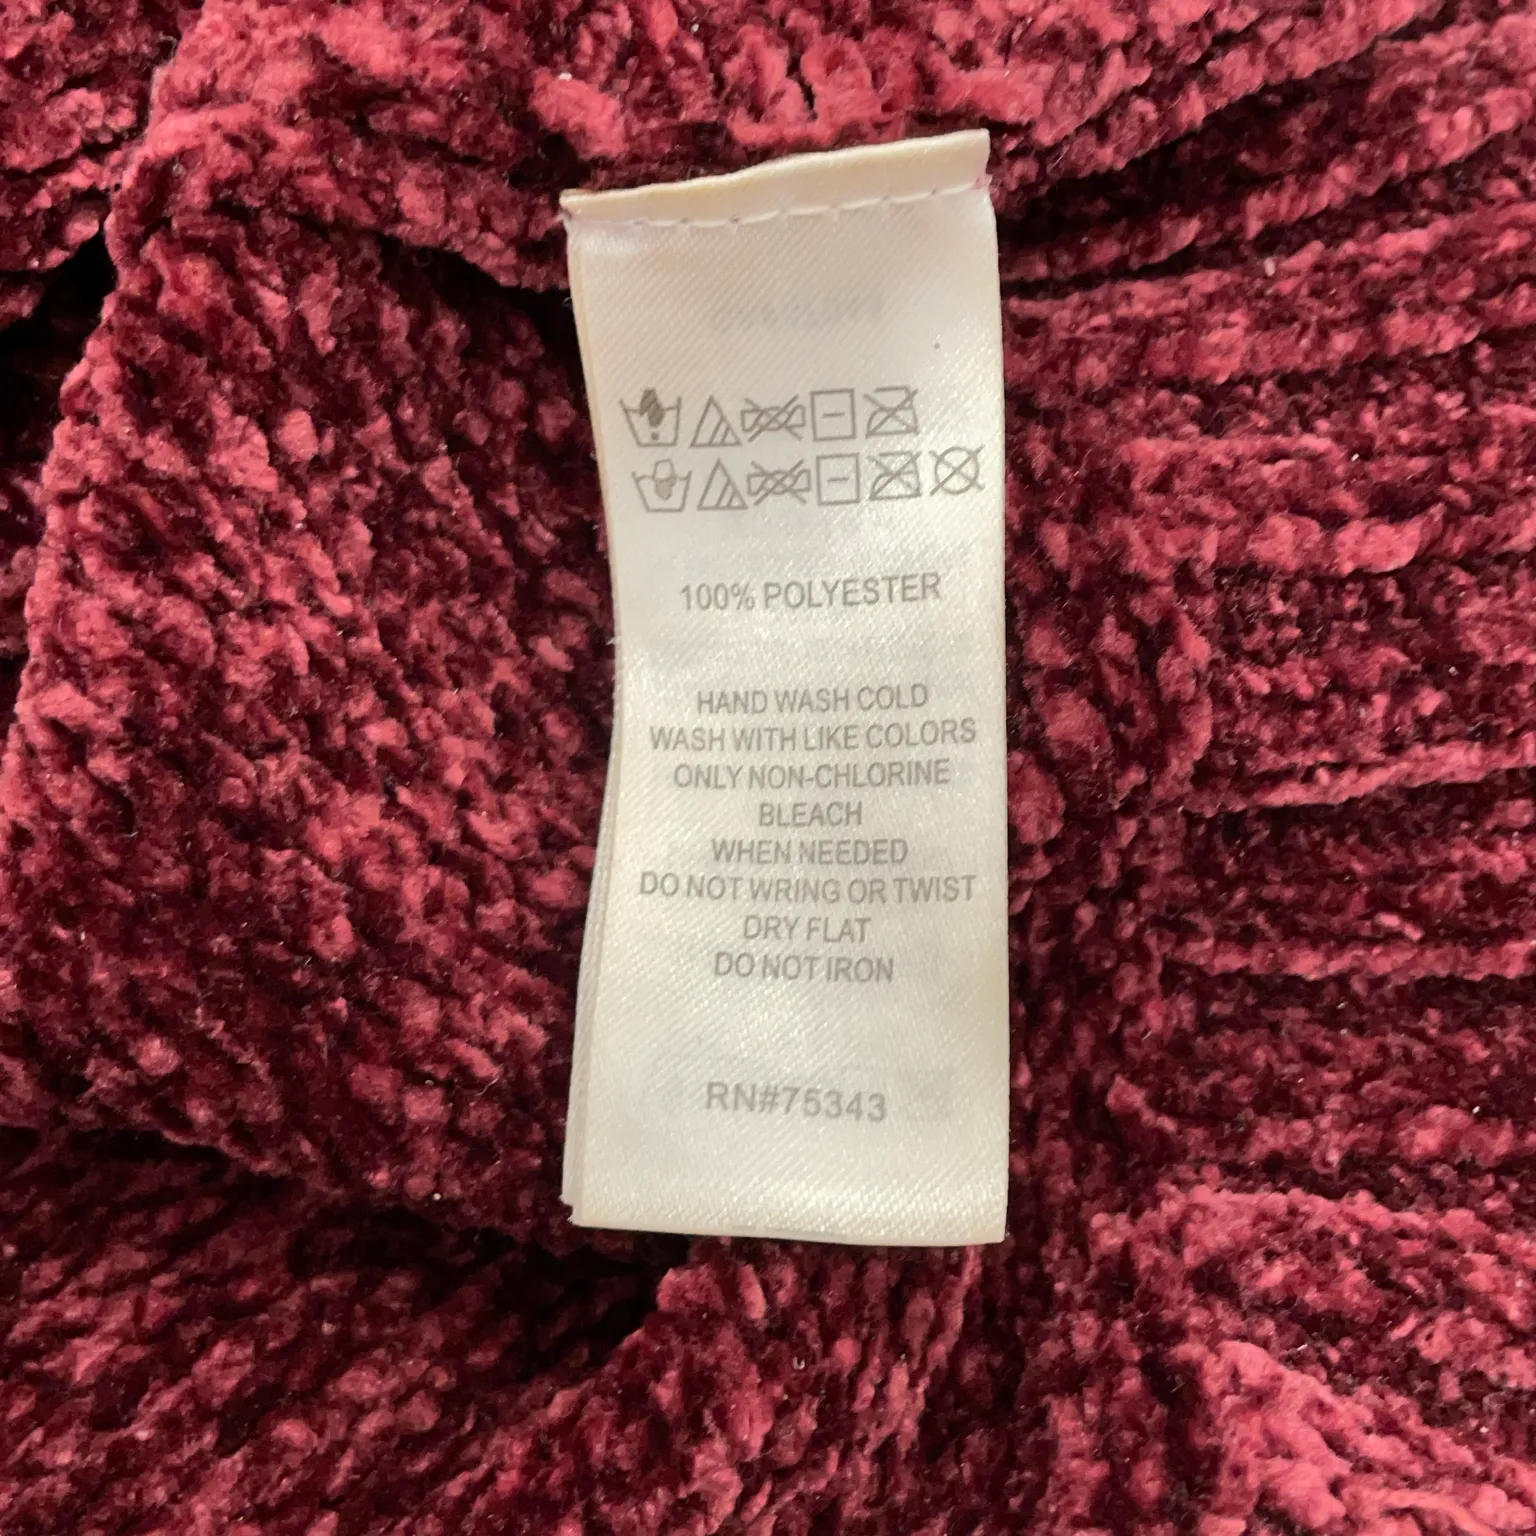 100% POLYESTER
HAND WASH COLD
WASH WITH LIKE COLORS
ONLY NON-CHLORINE
BLEACH
WHEN NEEDED
DO NOT WRING OR TWIST
DRY FLAT
DO NOT IRON
RN#75343